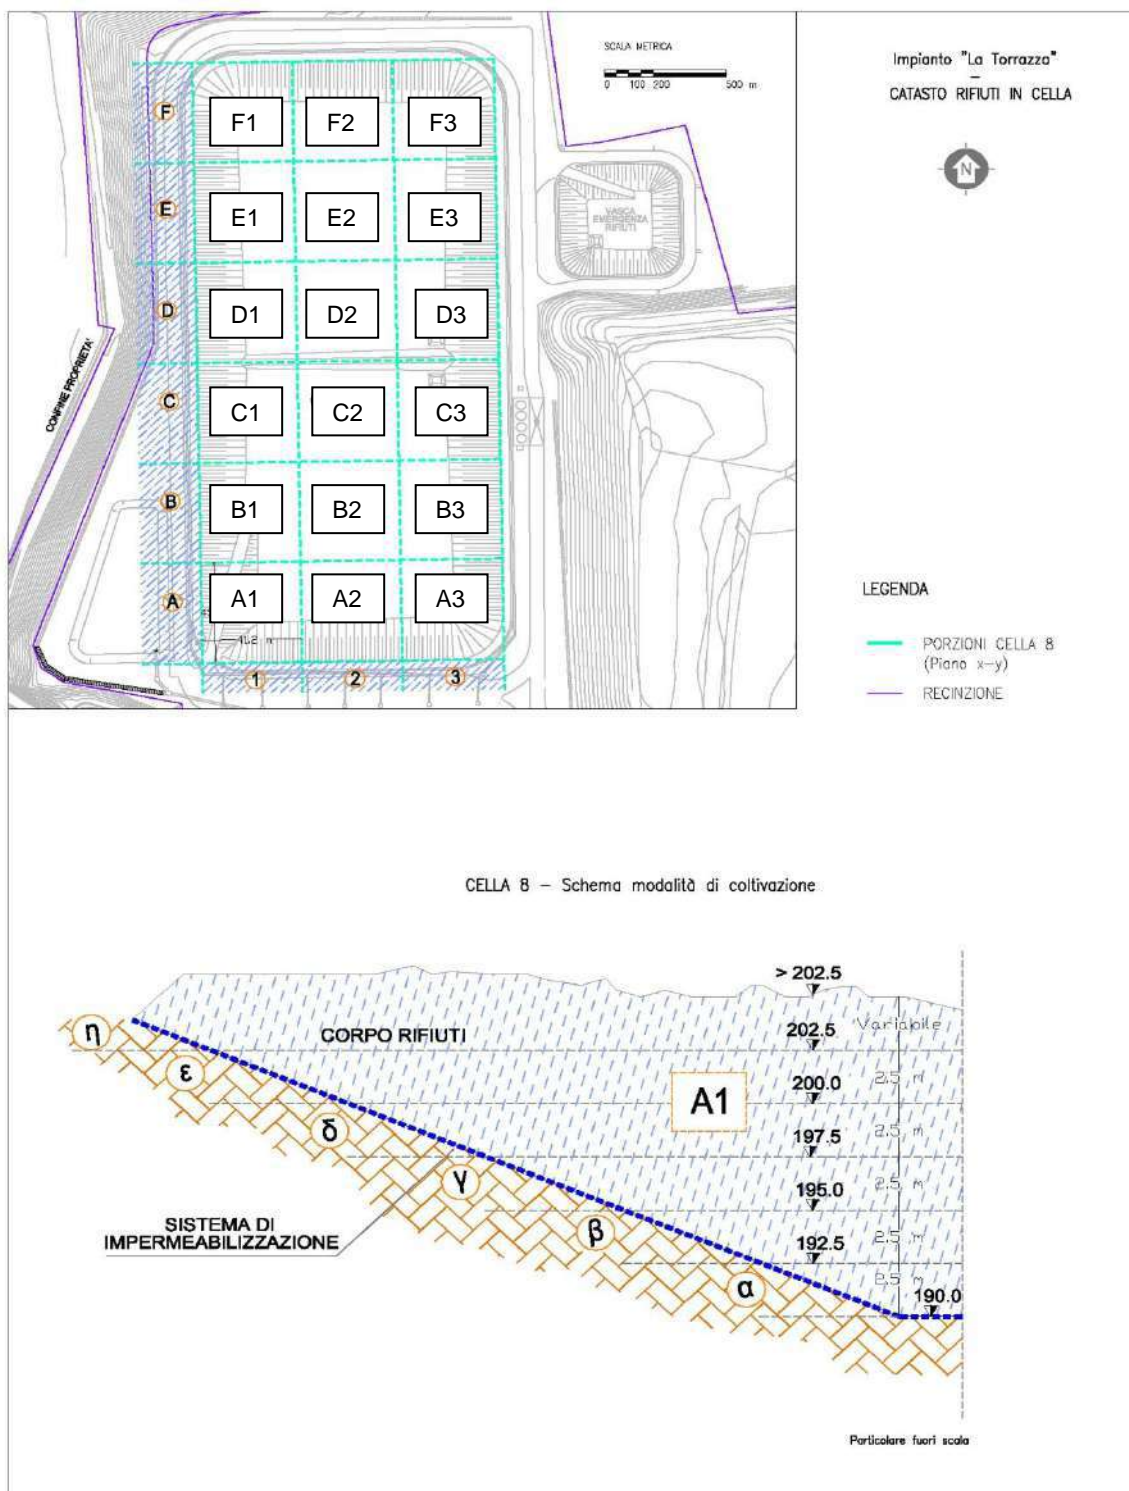 SCALA METRICA
0 100 200 500 m
Impianto "La Torrazza"
–
CATASTO RIFIUTI IN CELLA
N
F F1 F2 F3
E E1 E2 E3
VASCA
EMERGENZA
RIFIUTI
D D1 D2 D3
CONFINE PROPRIETA'
C C1 C2 C3
B B1 B2 B3
A A1 A2 A3
1 2 3
LEGENDA
PORZIONI CELLA 8
(Piano x-y)
RECINZIONE
CELLA 8 – Schema modalità di coltivazione
> 202.5
η CORPO RIFIUTI 202.5 Variabile
ε A1 200.0 2.5 m
δ 197.5 2.5 m
γ 195.0 2.5 m
SISTEMA DI
IMPERMEABILIZZAZIONE
β 192.5 2.5 m
α 2.5 m
190.0
Particolare fuori scala